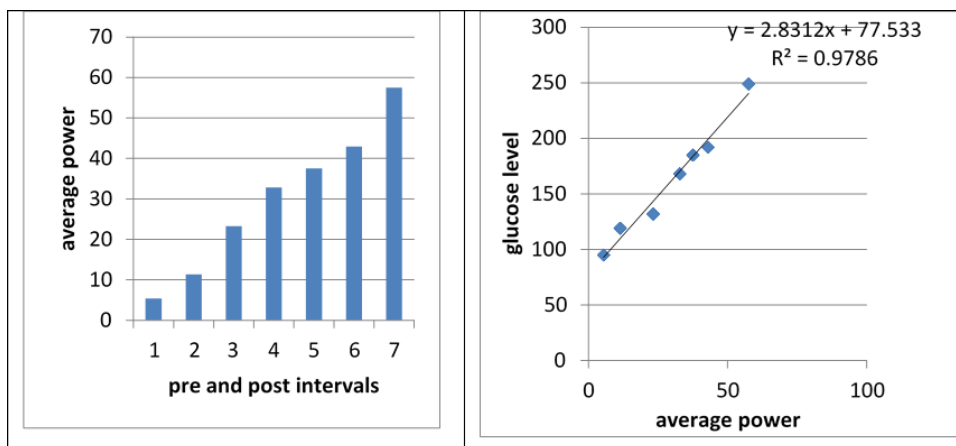 70
60
50
40
30
20
10
0
average power
1 2 3 4 5 6 7
pre and post intervals
y = 2.8312x + 77.533
R² = 0.9786
300
250
200
150
100
50
0
glucose level
0 50 100
average power